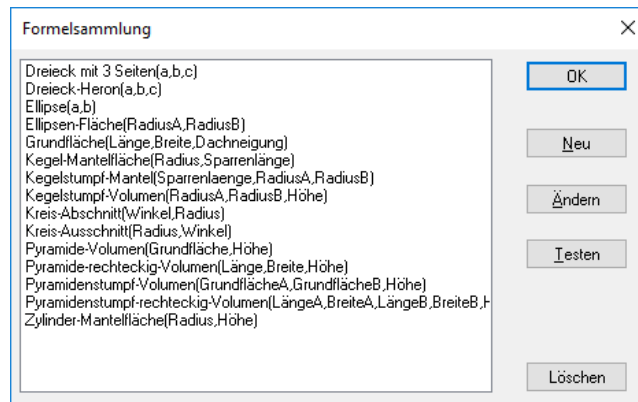 Formelsammlung
Dreieck mit 3 Seiten(a,b,c)
Dreieck-Heron(a,b,c)
Ellipse(a,b)
Ellipsen-Fläche(RadiusA,RadiusB)
Grundfläche(Länge,Breite,Dachneigung)
Kegel-Mantelfläche(Radius,Sparrenlänge)
Kegelstumpf-Mantel(Sparrenlaenge,RadiusA,RadiusB)
Kegelstumpf-Volumen(RadiusA,RadiusB,Höhe)
Kreis-Abschnitt(Winkel,Radius)
Kreis-Ausschnitt(Radius,Winkel)
Pyramide-Volumen(Grundfläche,Höhe)
Pyramide-rechteckig-Volumen(Länge,Breite,Höhe)
Pyramidenstumpf-Volumen(GrundflächeA,GrundflächeB,Höhe)
Pyramidenstumpf-rechteckig-Volumen(LängeA,BreiteA,LängeB,BreiteB,H
Zylinder-Mantelfläche(Radius,Höhe)
OK
Neu
Ändern
Testen
Löschen